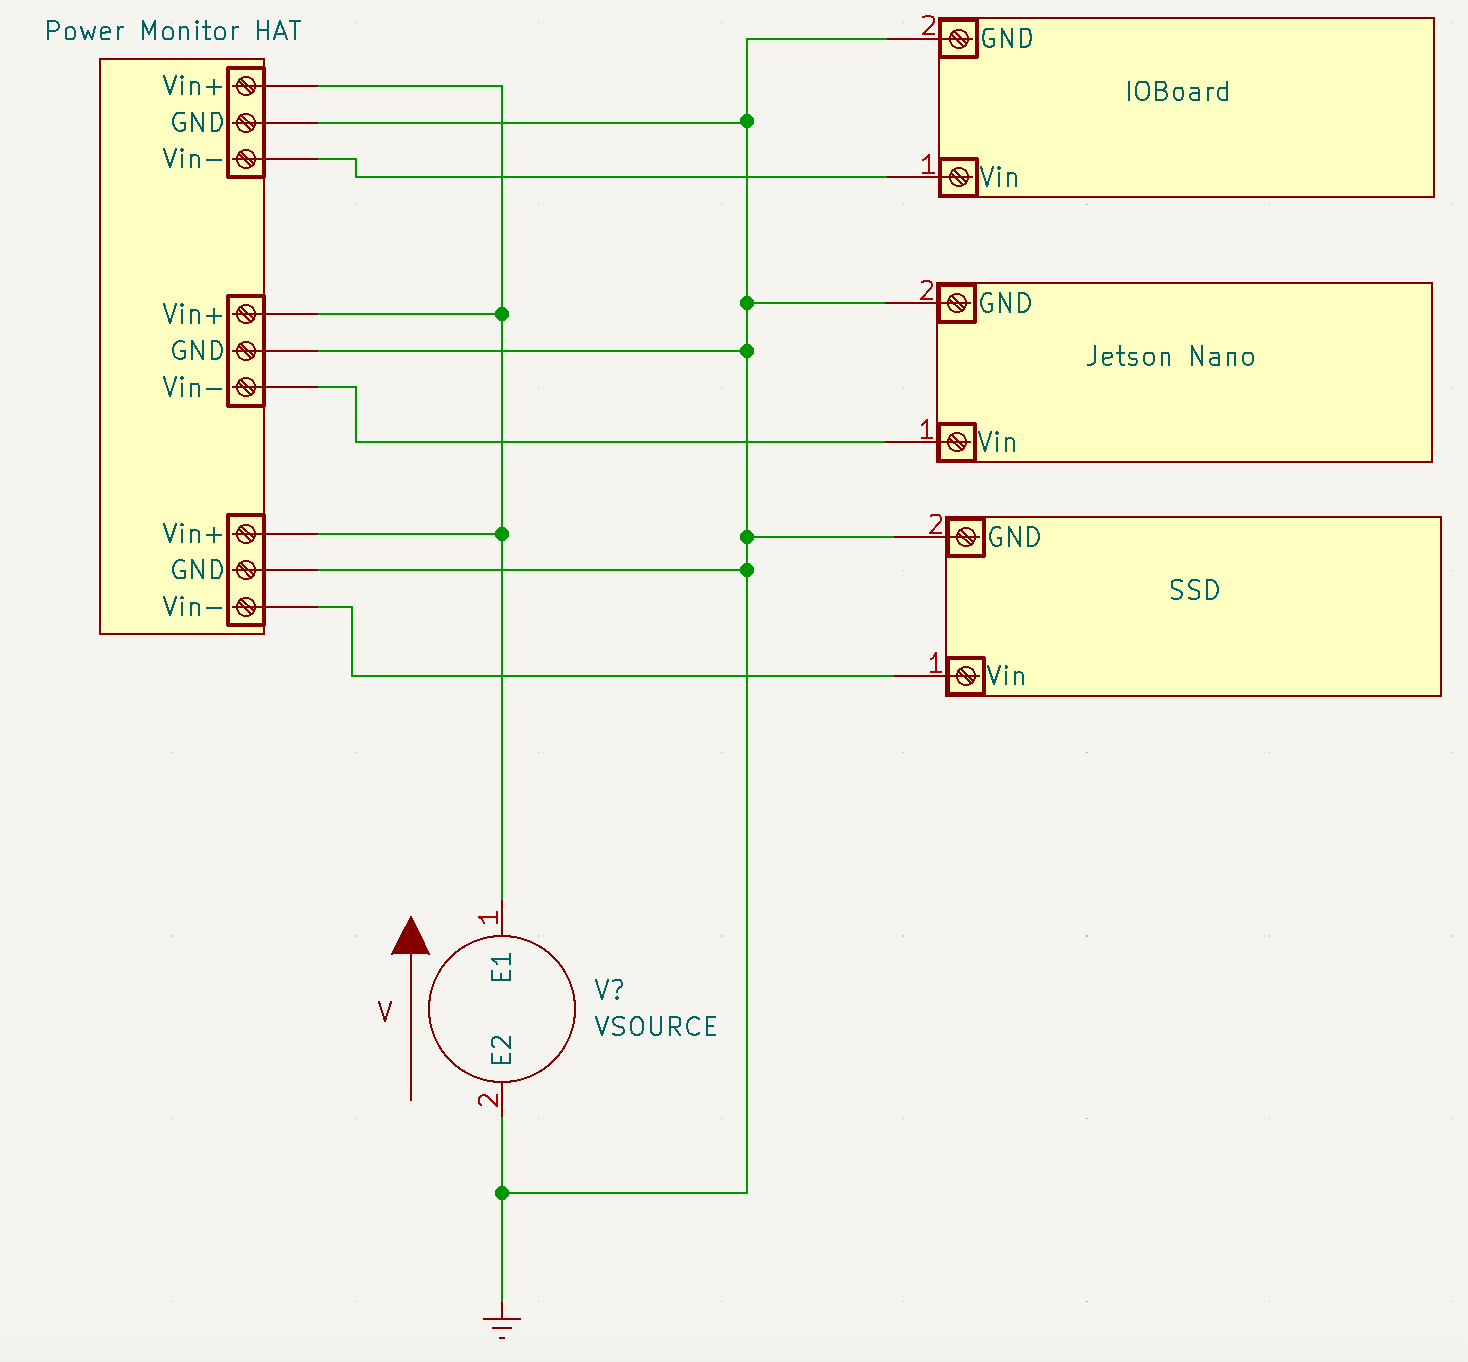 Power Monitor HAT
Vin+
GND
Vin-
Vin+
GND
Vin-
Vin+
GND
Vin-
2 GND
IOBoard
1 Vin
2 GND
Jetson Nano
1 Vin
2 GND
SSD
1 Vin
1
E1
V
E2
2
V?
VSOURCE